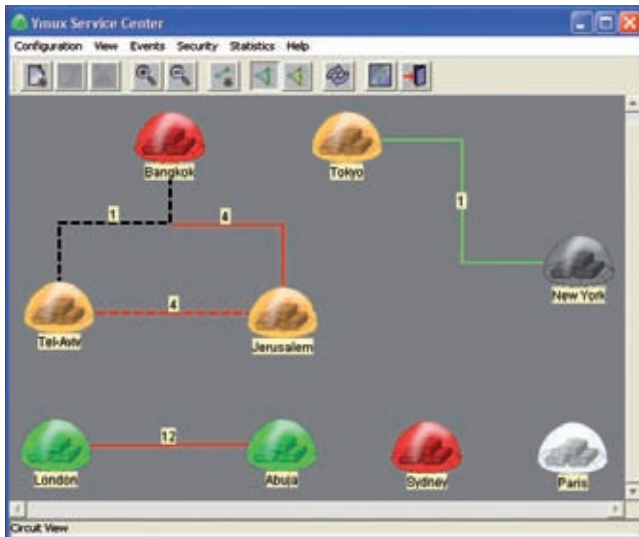 Ymux Service Center
Configuration View Events Security Statistics Help
Bangkok
Tokyo
1
4
1
New York
4
Tel-Aviv
Jerusalem
12
London
Abuja
Sydney
Paris
Circuit View